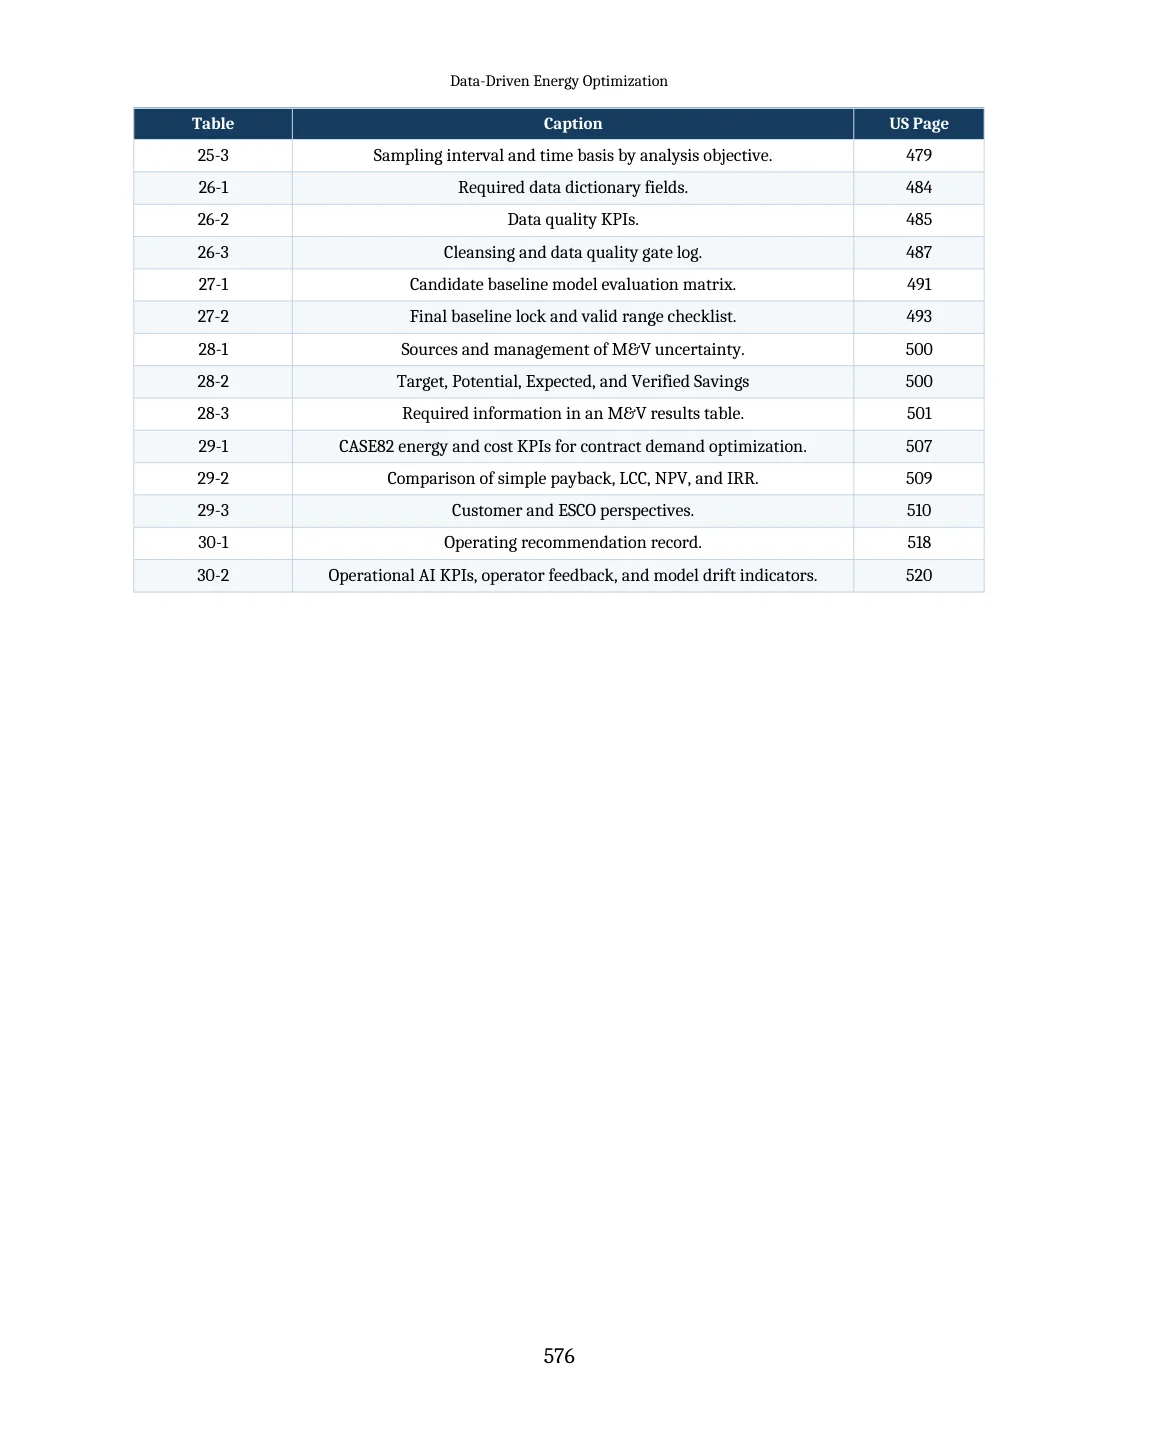 Data-Driven Energy Optimization
Table Caption US Page
25-3 Sampling interval and time basis by analysis objective. 479
26-1 Required data dictionary fields. 484
26-2 Data quality KPIs. 485
26-3 Cleansing and data quality gate log. 487
27-1 Candidate baseline model evaluation matrix. 491
27-2 Final baseline lock and valid range checklist. 493
28-1 Sources and management of M&V uncertainty. 500
28-2 Target, Potential, Expected, and Verified Savings 500
28-3 Required information in an M&V results table. 501
29-1 CASE82 energy and cost KPIs for contract demand optimization. 507
29-2 Comparison of simple payback, LCC, NPV, and IRR. 509
29-3 Customer and ESCO perspectives. 510
30-1 Operating recommendation record. 518
30-2 Operational AI KPIs, operator feedback, and model drift indicators. 520
576